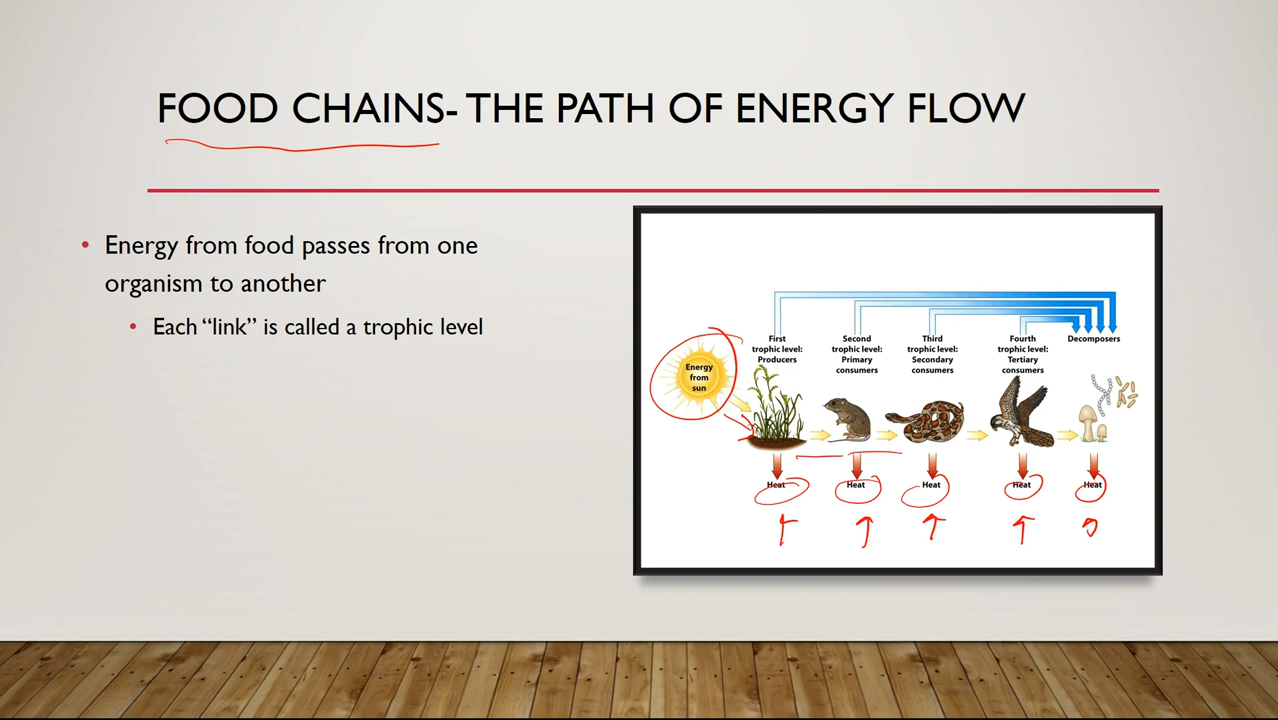 FOOD CHAINS- THE PATH OF ENERGY FLOW
• Energy from food passes from one
organism to another
• Each “link” is called a trophic level
Energy
from
sun
First
trophic level:
Producers
Second
trophic level:
Primary
consumers
Third
trophic level:
Secondary
consumers
Fourth
trophic level:
Tertiary
consumers
Decomposers
Heat
Heat
Heat
Heat
Heat